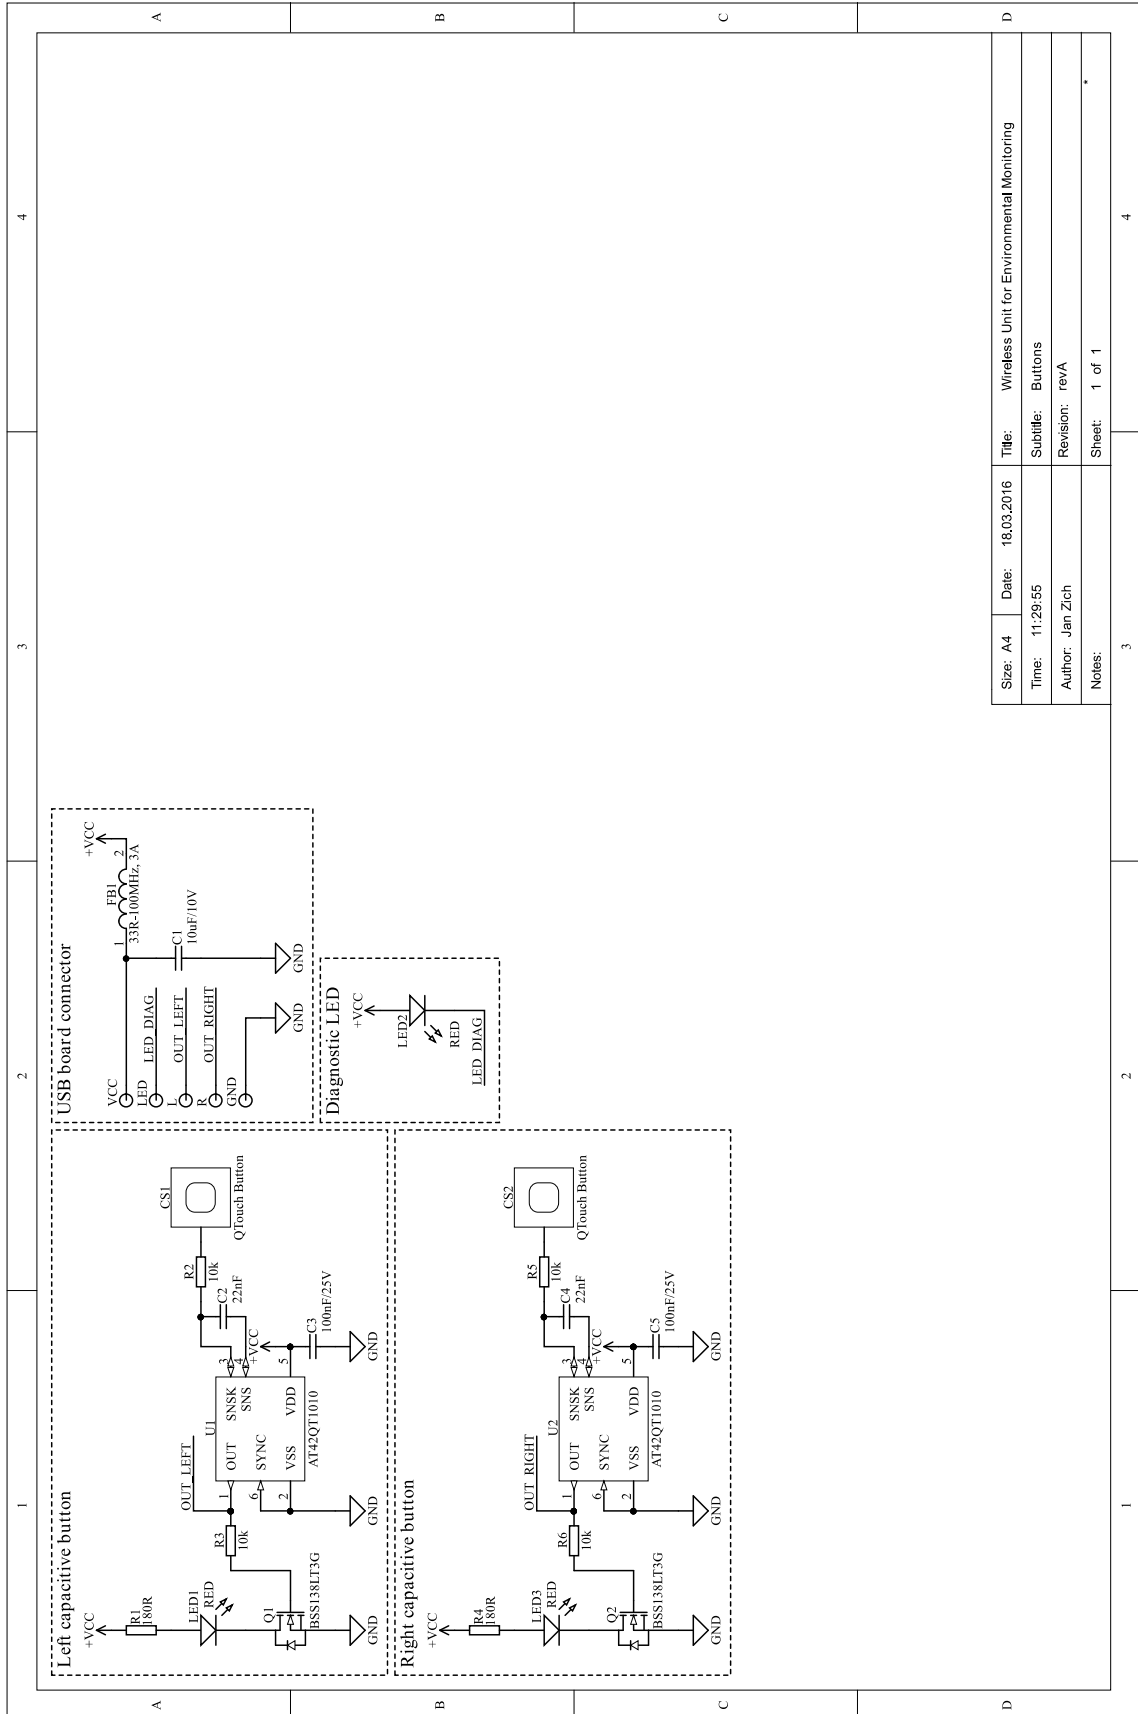 1
2
3
4
A
B
C
D
A
B
C
D
1
2
3
4
Left capacitive button
+VCC
R1
180R
LED1
RED
Q1
BSS138LT3G
GND
R3
10k
OUT_LEFT
U1
1
OUT
SNSK
3
6
SYNC
SNS
4
2
VSS
VDD
5
AT42QT1010
GND
+VCC
C3
100nF/25V
GND
C2
22nF
R2
10k
CS1
QTouch Button
USB board connector
VCC
LED
LED_DIAG
L
OUT_LEFT
R
OUT_RIGHT
GND
GND
1
FB1
2
33R-100MHz, 3A
+VCC
C1
10uF/10V
GND
Diagnostic LED
+VCC
LED2
RED
LED_DIAG
Right capacitive button
+VCC
R4
180R
LED3
RED
Q2
BSS138LT3G
GND
R6
10k
OUT_RIGHT
U2
1
OUT
SNSK
3
6
SYNC
SNS
4
2
VSS
VDD
5
AT42QT1010
GND
+VCC
C5
100nF/25V
GND
C4
22nF
R5
10k
CS2
QTouch Button
Size: A4 Date: 18.03.2016 Title: Wireless Unit for Environmental Monitoring
Time: 11:29:55 Subtitle: Buttons
Author: Jan Zich Revision: revA
Notes: Sheet: 1 of 1 *